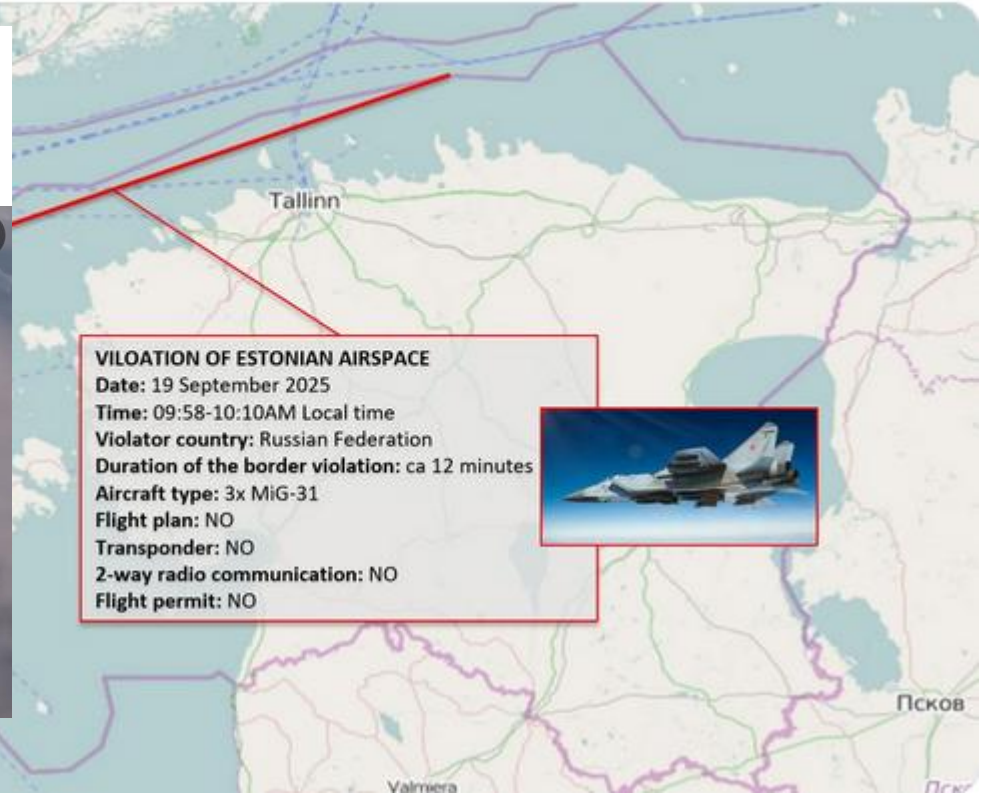 Tallinn
VILOATION OF ESTONIAN AIRSPACE
Date: 19 September 2025
Time: 09:58-10:10AM Local time
Violator country: Russian Federation
Duration of the border violation: ca 12 minutes
Aircraft type: 3x MiG-31
Flight plan: NO
Transponder: NO
2-way radio communication: NO
Flight permit: NO
Псков
Valmiera